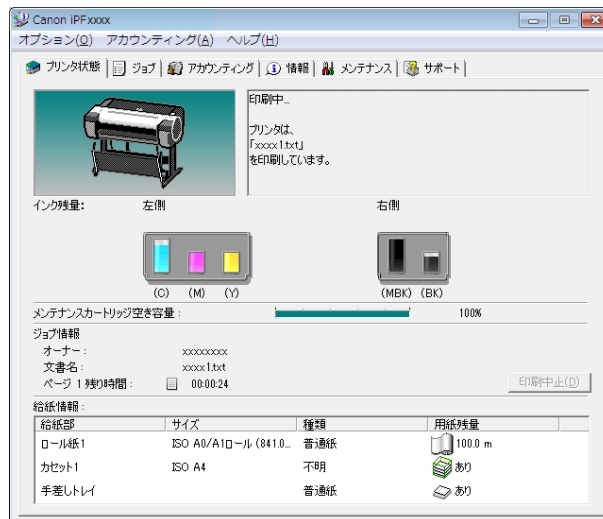 Canon iPFxxxx
オプション(O) アカウンティング(A) ヘルプ(H)
プリンタ状態 ジョブ アカウンティング 情報 メンテナンス サポート
印刷中...
プリンタは、
「xxxx1.txt」
を印刷しています。
インク残量: 左側 右側
(C) (M) (Y) (MBK) (BK)
メンテナンスカートリッジ空き容量: 100%
ジョブ情報
オーナー: xxxxxxxx
文書名: xxxx1.txt
ページ 1 残り時間: 00:00:24
印刷中止(D)
給紙情報:
給紙部 サイズ 種類 用紙残量
ロール紙1 ISO A0/A1ロール (841.0... 普通紙 100.0 m
カセット1 ISO A4 不明 あり
手差しトレイ 普通紙 あり